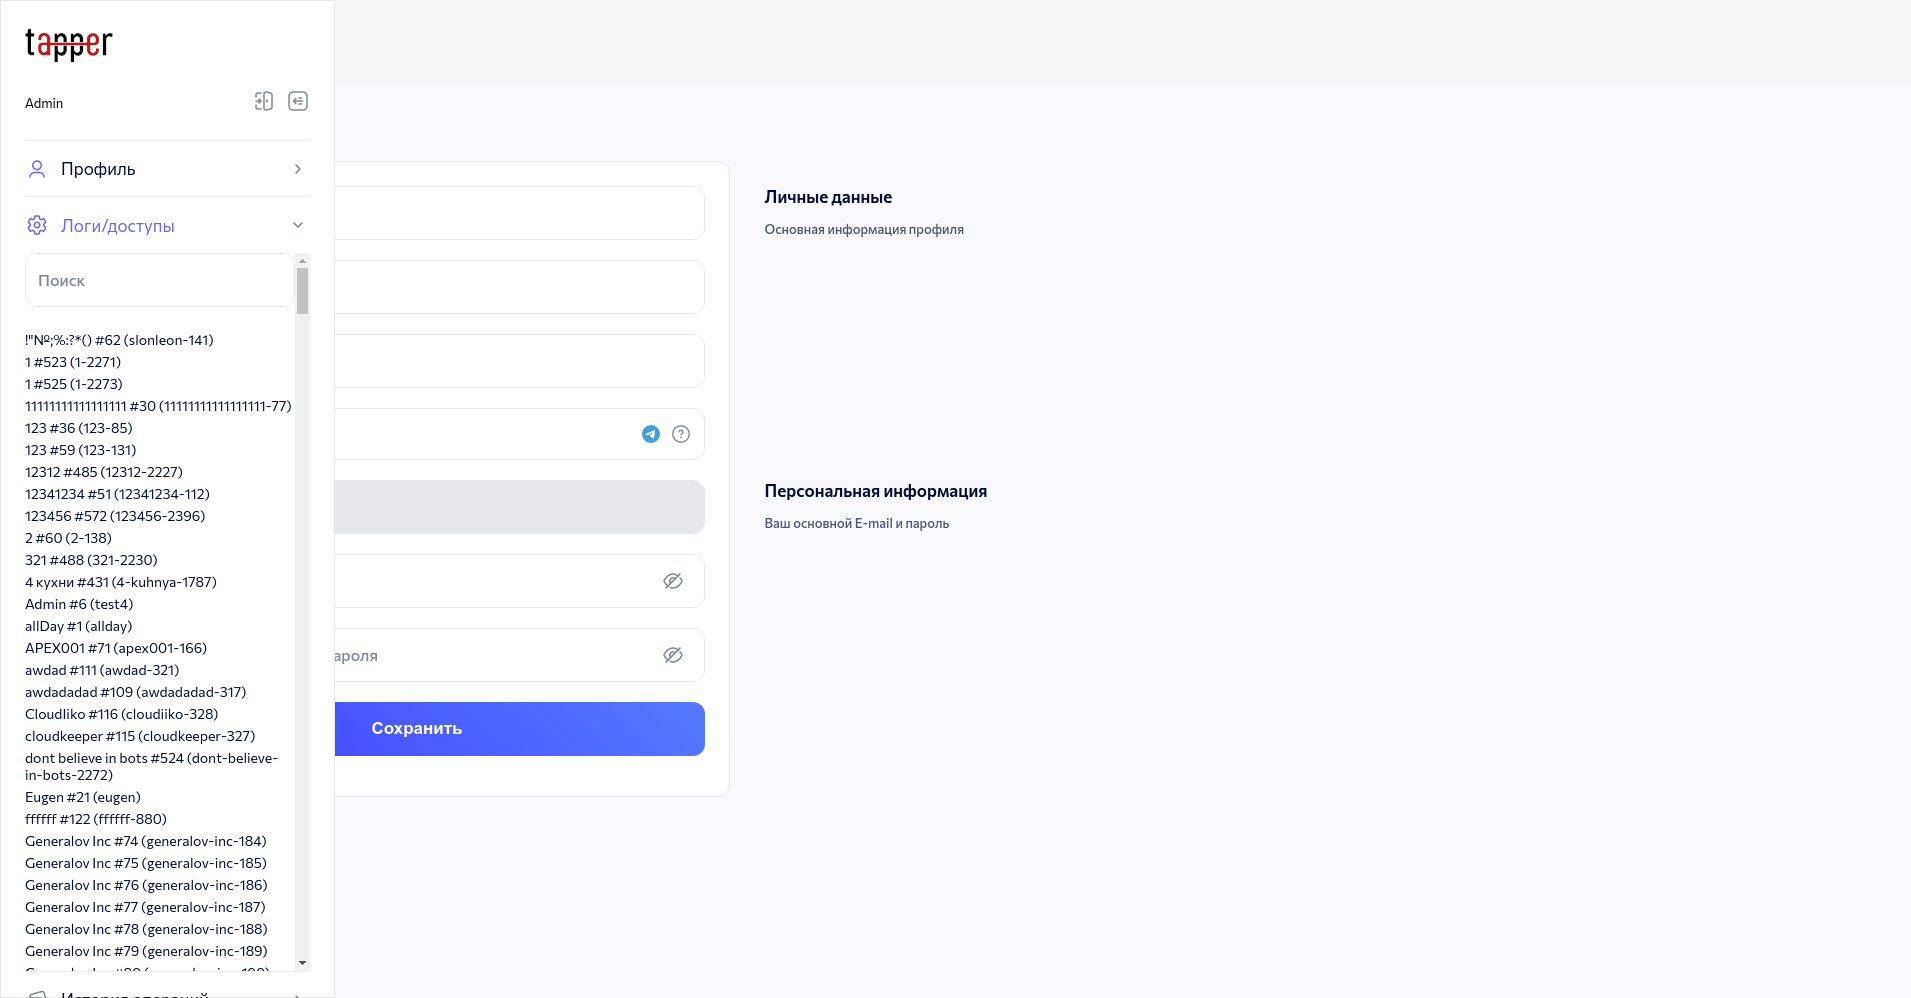 tapper
Admin
Профиль
Логи/доступы
Поиск
!"№;%:?*() #62 (slonleon-141)
1 #523 (1-2271)
1 #525 (1-2273)
11111111111111111 #30 (11111111111111111-77)
123 #36 (123-85)
123 #59 (123-131)
12312 #485 (12312-2227)
12341234 #51 (12341234-112)
123456 #572 (123456-2396)
2 #60 (2-138)
321 #488 (321-2230)
4 кухни #431 (4-kuhnya-1787)
Admin #6 (test4)
allDay #1 (allday)
APEX001 #71 (apex001-166)
awdad #111 (awdad-321)
awdadadad #109 (awdadadad-317)
CloudIiko #116 (cloudiiko-328)
cloudkeeper #115 (cloudkeeper-327)
dont believe in bots #524 (dont-believe-
in-bots-2272)
Eugen #21 (eugen)
ffffff #122 (ffffff-880)
Generalov Inc #74 (generalov-inc-184)
Generalov Inc #75 (generalov-inc-185)
Generalov Inc #76 (generalov-inc-186)
Generalov Inc #77 (generalov-inc-187)
Generalov Inc #78 (generalov-inc-188)
Generalov Inc #79 (generalov-inc-189)
История операций
ароля
Сохранить
Личные данные
Основная информация профиля
Персональная информация
Ваш основной E-mail и пароль